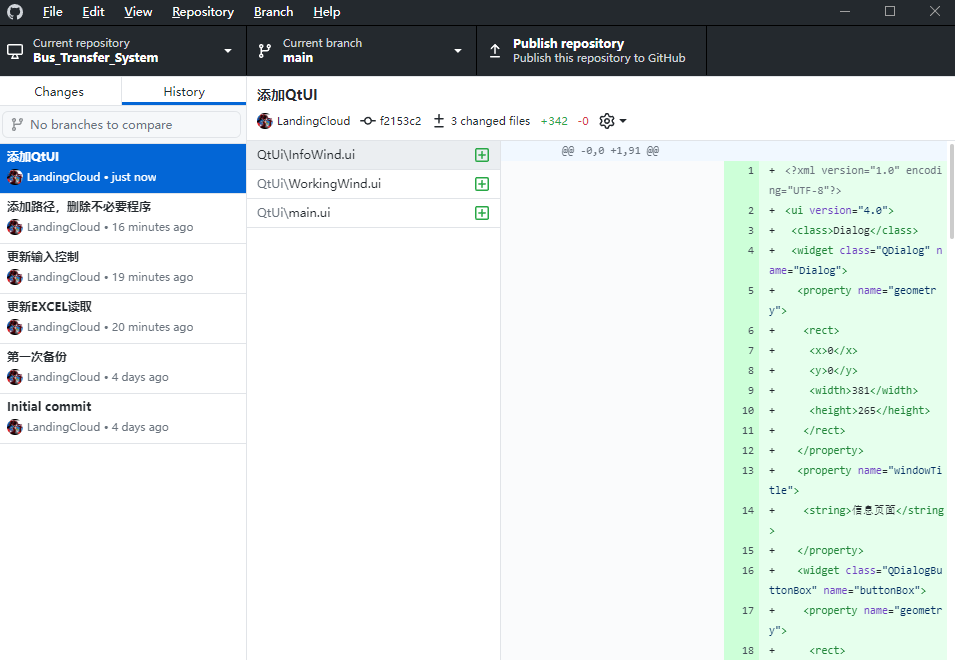 File Edit View Repository Branch Help
Current repository
Bus_Transfer_System
Current branch
main
Publish repository
Publish this repository to GitHub
Changes
History
No branches to compare
添加QtUI
LandingCloud • just now
添加路径，删除不必要程序
LandingCloud • 16 minutes ago
更新输入控制
LandingCloud • 19 minutes ago
更新EXCEL读取
LandingCloud • 20 minutes ago
第一次备份
LandingCloud • 4 days ago
Initial commit
LandingCloud • 4 days ago
添加QtUI
LandingCloud f2153c2 3 changed files +342 -0
QtUi\InfoWind.ui
QtUi\WorkingWind.ui
QtUi\main.ui
@@ -0,0 +1,91 @@
1 + <?xml version="1.0" encodi
ng="UTF-8"?>
2 + <ui version="4.0">
3 + <class>Dialog</class>
4 + <widget class="QDialog" n
ame="Dialog">
5 + <property name="geometr
y">
6 + <rect>
7 + <x>0</x>
8 + <y>0</y>
9 + <width>381</width>
10 + <height>265</height>
11 + </rect>
12 + </property>
13 + <property name="windowTi
tle">
14 + <string>信息页面</string
>
15 + </property>
16 + <widget class="QDialogBu
ttonBox" name="buttonBox">
17 + <property name="geometr
y">
18 + <rect>